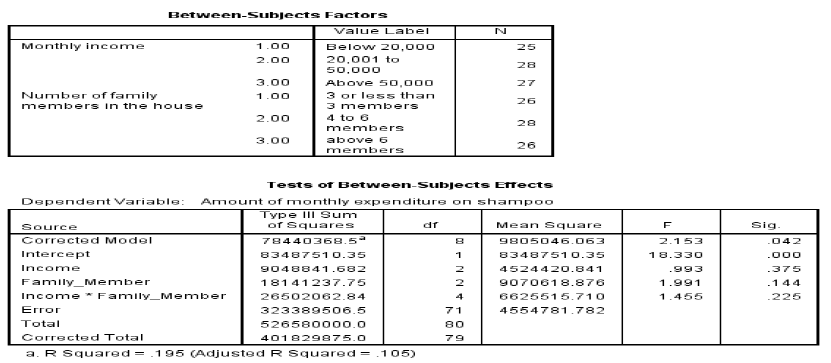 Between-Subjects Factors
Value Label N
Monthly income 1.00 Below 20,000 25
2.00 20,001 to 50,000 28
3.00 Above 50,000 27
Number of family members in the house 1.00 3 or less than 3 members 26
2.00 4 to 6 members 28
3.00 above 6 members 26
Tests of Between-Subjects Effects
Dependent Variable: Amount of monthly expenditure on shampoo
Source Type III Sum of Squares df Mean Square F Sig.
Corrected Model 78440368.5a 8 9805046.063 2.153 .042
Intercept 83487510.35 1 83487510.35 18.330 .000
Income 9048841.682 2 4524420.841 .993 .375
Family_Member 18141237.75 2 9070618.876 1.991 .144
Income * Family_Member 26502062.84 4 6625515.710 1.455 .225
Error 323389506.5 71 4554781.782
Total 526580000.0 80
Corrected Total 401829875.0 79
a. R Squared = .195 (Adjusted R Squared = .105)